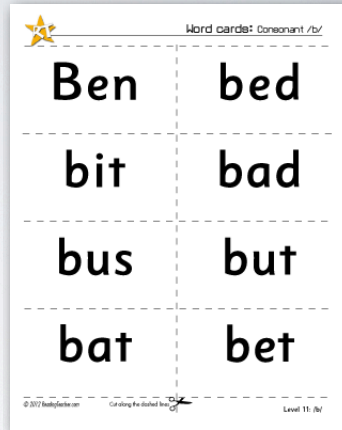 Word cards: Consonant /b/
Ben bed
bit bad
bus but
bat bet
© 2012 ReadingTeacher.com Cut along the dashed lines Level 11: /b/